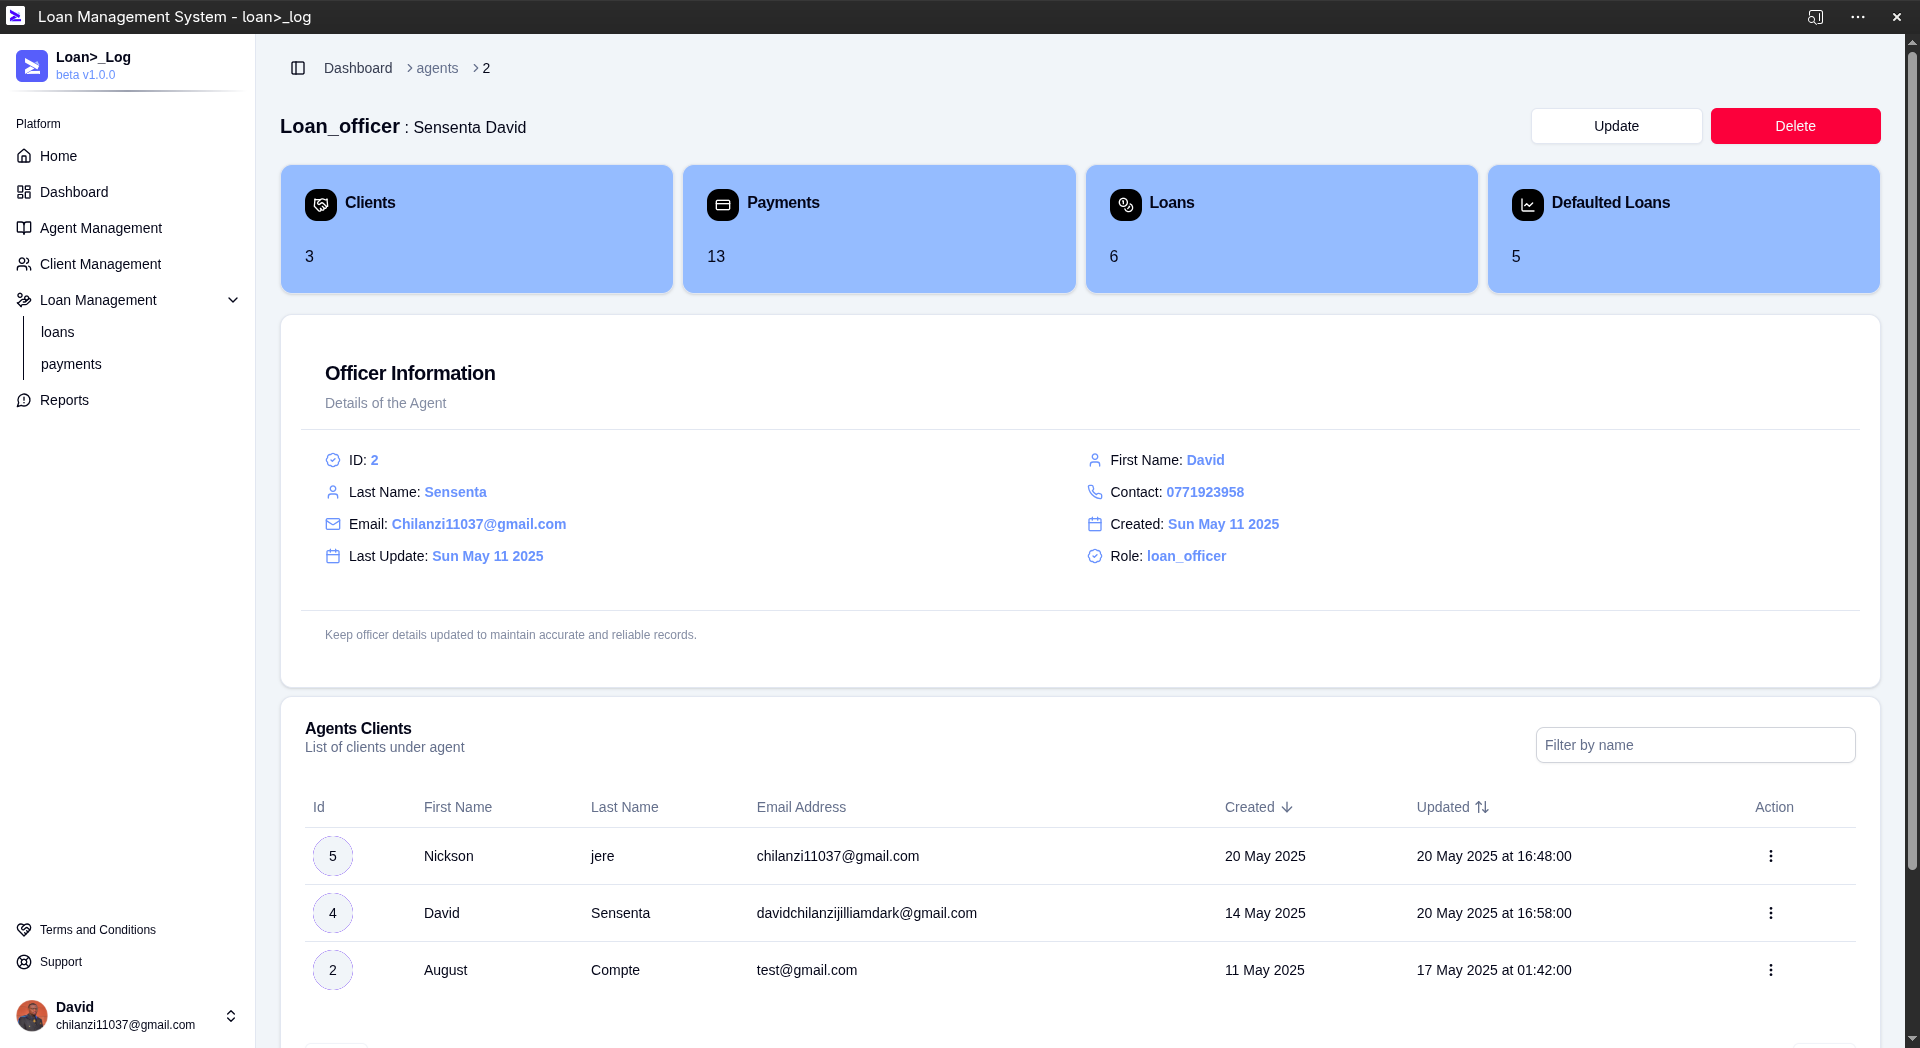 Loan Management System - loan>_log
Loan>_Log
beta v1.0.0
Platform
Home
Dashboard
Agent Management
Client Management
Loan Management
loans
payments
Reports
Terms and Conditions
Support
David
chilanzi11037@gmail.com
Dashboard > agents > 2
Loan_officer : Sensenta David
Update
Delete
Clients
3
Payments
13
Loans
6
Defaulted Loans
5
Officer Information
Details of the Agent
ID: 2
First Name: David
Last Name: Sensenta
Contact: 0771923958
Email: Chilanzi11037@gmail.com
Created: Sun May 11 2025
Last Update: Sun May 11 2025
Role: loan_officer
Keep officer details updated to maintain accurate and reliable records.
Agents Clients
List of clients under agent
Filter by name
Id First Name Last Name Email Address Created Updated Action
5 Nickson jere chilanzi11037@gmail.com 20 May 2025 20 May 2025 at 16:48:00
4 David Sensenta davidchilanzijilliamdark@gmail.com 14 May 2025 20 May 2025 at 16:58:00
2 August Compte test@gmail.com 11 May 2025 17 May 2025 at 01:42:00